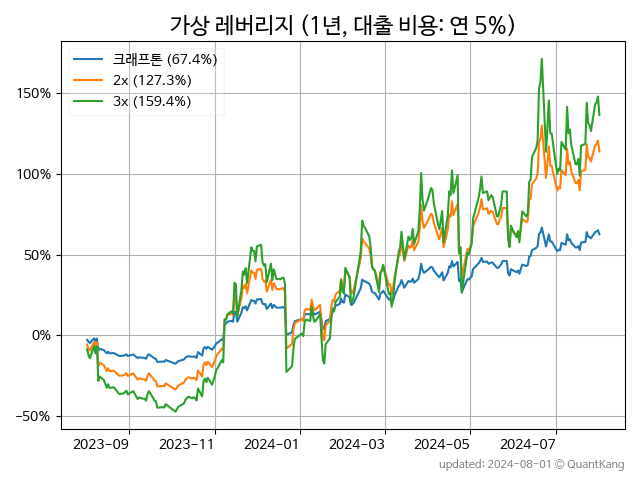 가상 레버리지 (1년, 대출 비용: 연 5%)
크래프톤 (67.4%)
2x (127.3%)
3x (159.4%)
150%
100%
50%
0%
−50%
2023-09
2023-11
2024-01
2024-03
2024-05
2024-07
updated: 2024-08-01 © QuantKang